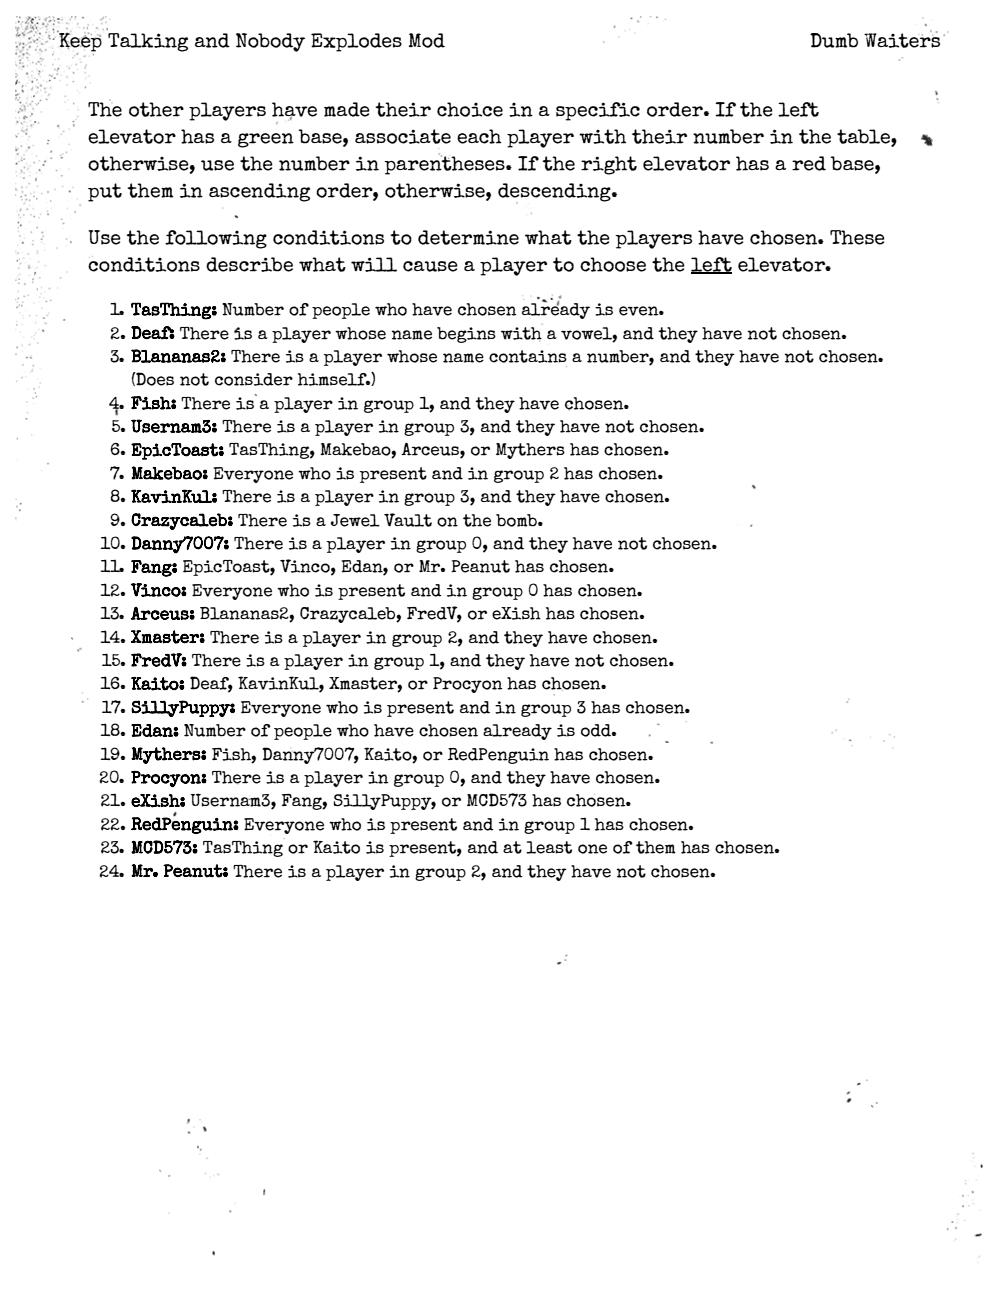 Keep Talking and Nobody Explodes Mod
Dumb Waiters
The other players have made their choice in a specific order. If the left
elevator has a green base, associate each player with their number in the table,
otherwise, use the number in parentheses. If the right elevator has a red base,
put them in ascending order, otherwise, descending.
Use the following conditions to determine what the players have chosen. These
conditions describe what will cause a player to choose the left elevator.
1. TasThing: Number of people who have chosen already is even.
2. Deaf: There is a player whose name begins with a vowel, and they have not chosen.
3. Blananas2: There is a player whose name contains a number, and they have not chosen.
(Does not consider himself.)
4. Fish: There is a player in group 1, and they have chosen.
5. Usernam3: There is a player in group 3, and they have not chosen.
6. EpicToast: TasThing, Makebao, Arceus, or Mythers has chosen.
7. Makebao: Everyone who is present and in group 2 has chosen.
8. KavinKul: There is a player in group 3, and they have chosen.
9. Crazycaleb: There is a Jewel Vault on the bomb.
10. Danny7007: There is a player in group 0, and they have not chosen.
11. Fang: EpicToast, Vinco, Edan, or Mr. Peanut has chosen.
12. Vinco: Everyone who is present and in group 0 has chosen.
13. Arceus: Blananas2, Crazycaleb, FredV, or eXish has chosen.
14. Xmaster: There is a player in group 2, and they have chosen.
15. FredV: There is a player in group 1, and they have not chosen.
16. Kaito: Deaf, KavinKul, Xmaster, or Procyon has chosen.
17. SillyPuppy: Everyone who is present and in group 3 has chosen.
18. Edan: Number of people who have chosen already is odd.
19. Mythers: Fish, Danny7007, Kaito, or RedPenguin has chosen.
20. Procyon: There is a player in group 0, and they have chosen.
21. eXish: Usernam3, Fang, SillyPuppy, or MCD573 has chosen.
22. RedPenguin: Everyone who is present and in group 1 has chosen.
23. MCD573: TasThing or Kaito is present, and at least one of them has chosen.
24. Mr. Peanut: There is a player in group 2, and they have not chosen.